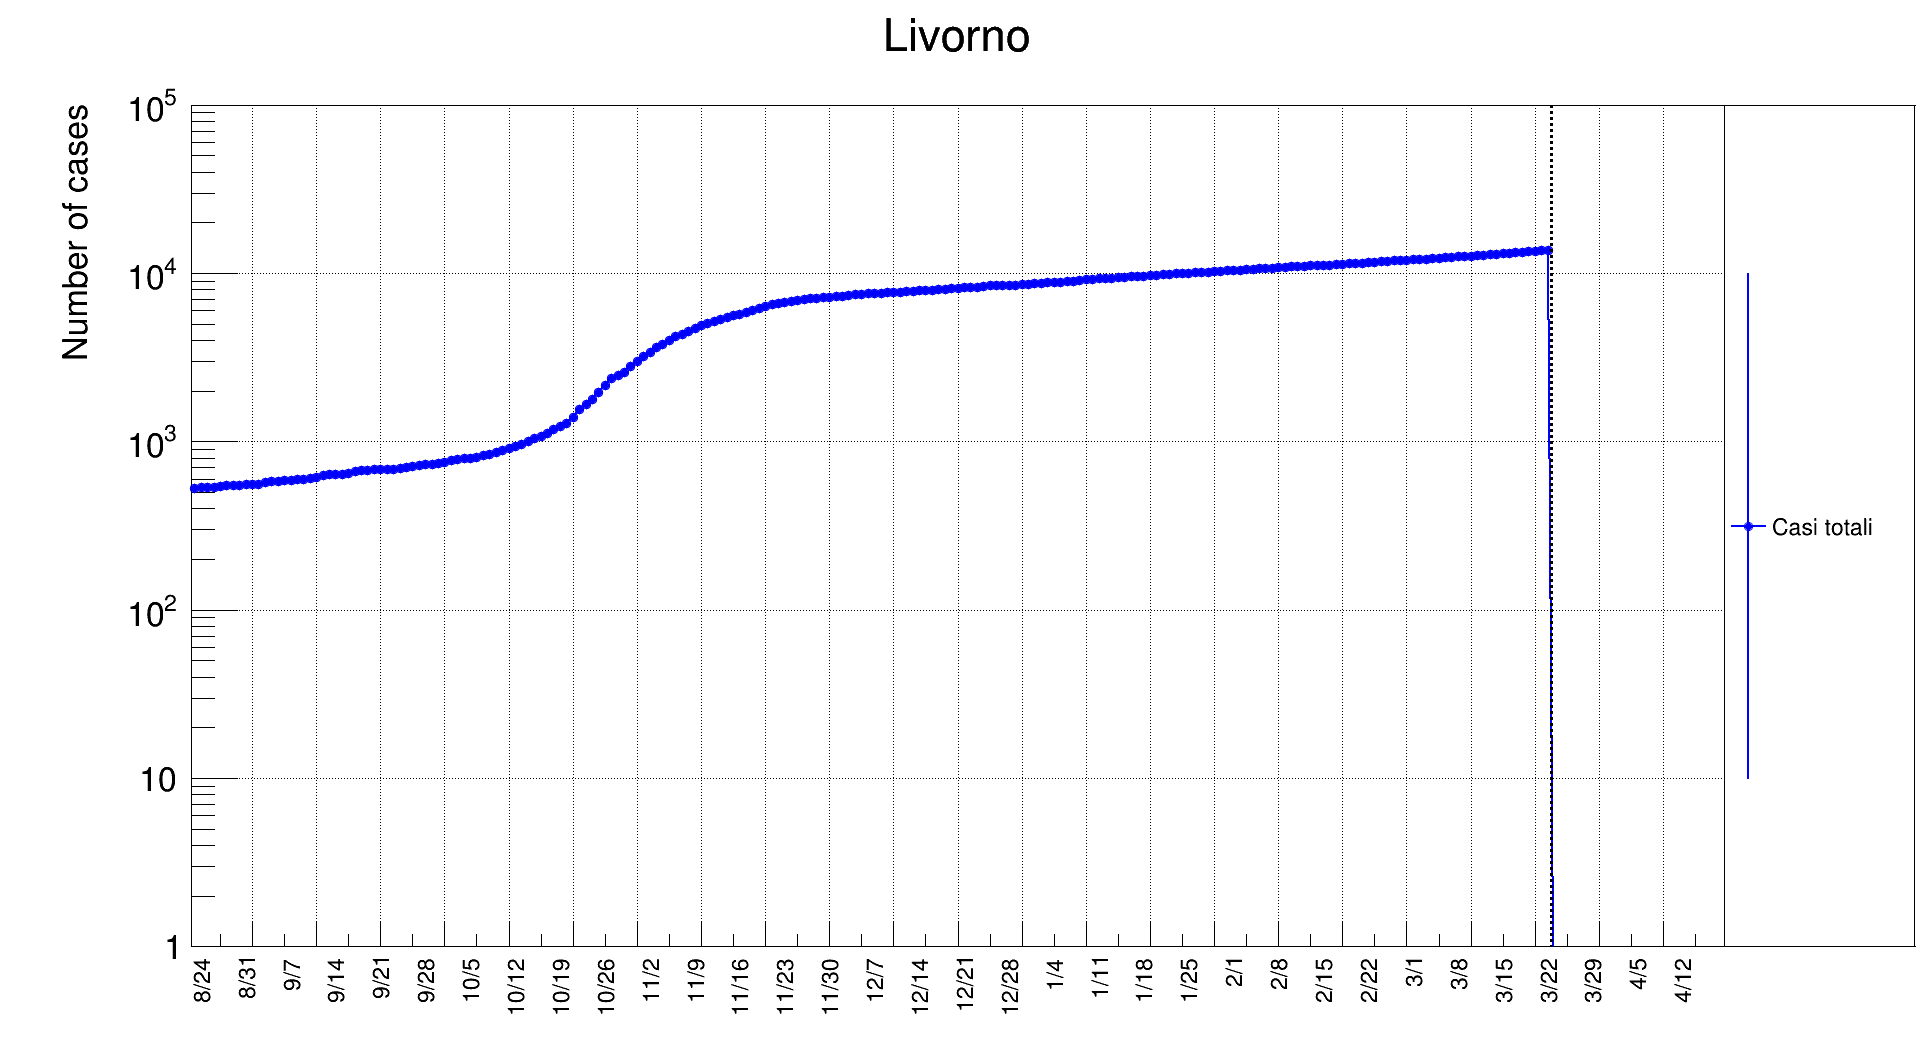 Livorno
Number of cases
10^5
10^4
10^3
10^2
10
1
8/24 8/31 9/7 9/14 9/21 9/28 10/5 10/12 10/19 10/26 11/2 11/9 11/16 11/23 11/30 12/7 12/14 12/21 12/28 1/4 1/11 1/18 1/25 2/1 2/8 2/15 2/22 3/1 3/8 3/15 3/22 3/29 4/5 4/12
Casi totali